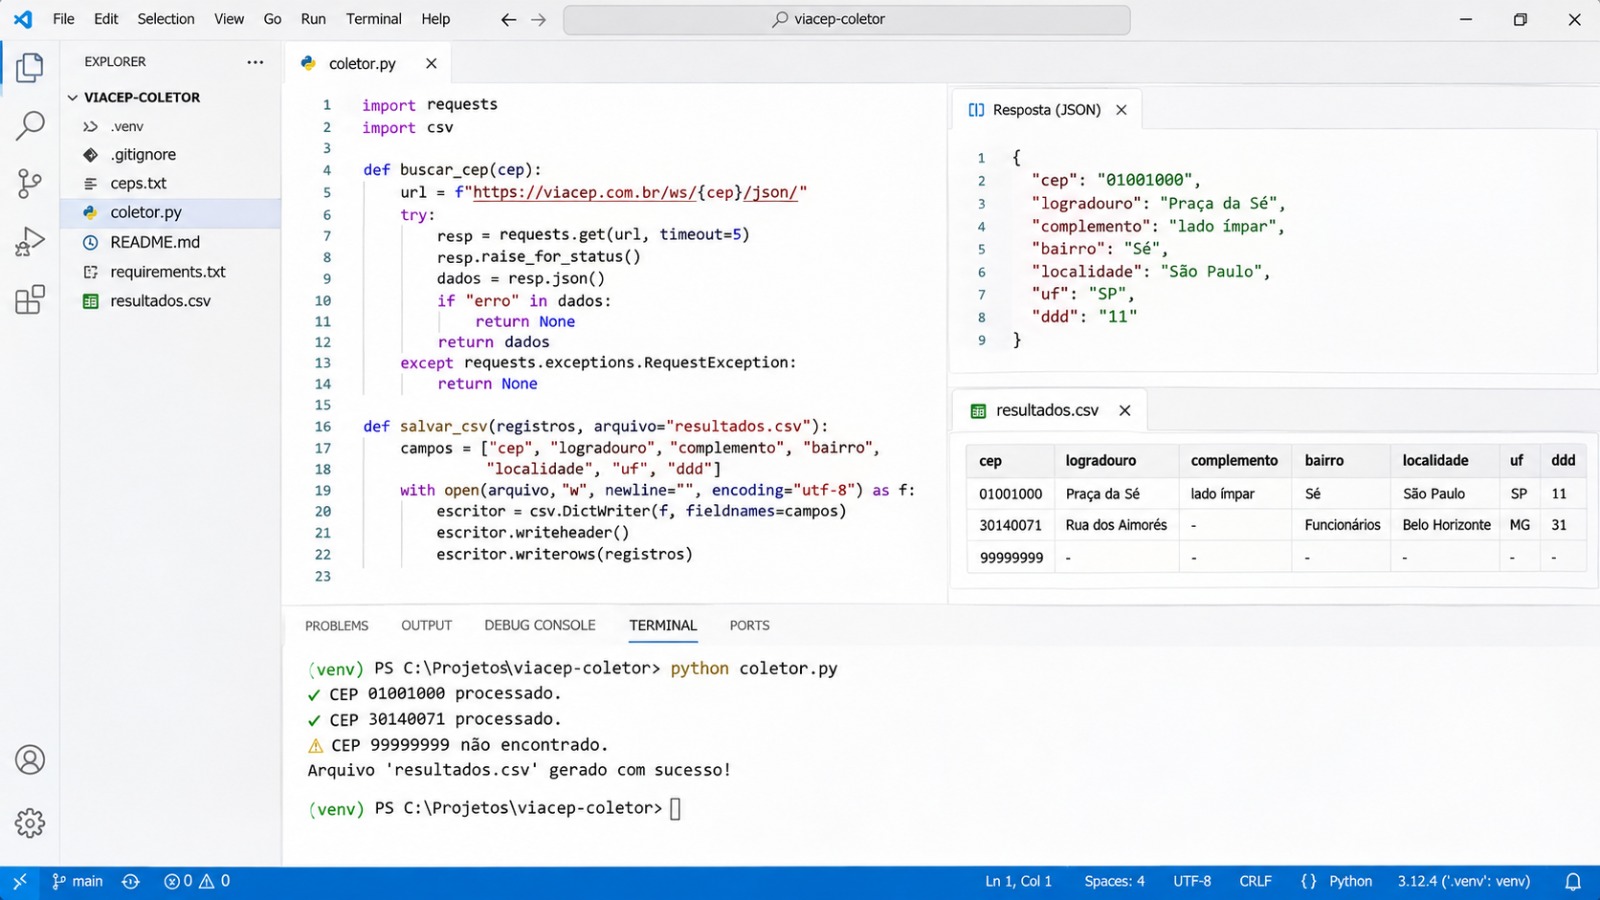 File Edit Selection View Go Run Terminal Help
viacep-coletor
EXPLORER
VIACEP-COLETOR
.venv
.gitignore
ceps.txt
coletor.py
README.md
requirements.txt
resultados.csv
coletor.py
1 import requests
2 import csv
3
4 def buscar_cep(cep):
5 url = f"https://viacep.com.br/ws/{cep}/json/"
6 try:
7 resp = requests.get(url, timeout=5)
8 resp.raise_for_status()
9 dados = resp.json()
10 if "erro" in dados:
11 return None
12 return dados
13 except requests.exceptions.RequestException:
14 return None
15
16 def salvar_csv(registros, arquivo="resultados.csv"):
17 campos = ["cep", "logradouro", "complemento", "bairro",
18 "localidade", "uf", "ddd"]
19 with open(arquivo, "w", newline="", encoding="utf-8") as f:
20 escritor = csv.DictWriter(f, fieldnames=campos)
21 escritor.writeheader()
22 escritor.writerows(registros)
23
Resposta (JSON)
1 {
2 "cep": "01001000",
3 "logradouro": "Praça da Sé",
4 "complemento": "lado ímpar",
5 "bairro": "Sé",
6 "localidade": "São Paulo",
7 "uf": "SP",
8 "ddd": "11"
9 }
resultados.csv
cep logradouro complemento bairro localidade uf ddd
01001000 Praça da Sé lado ímpar Sé São Paulo SP 11
30140071 Rua dos Aimorés - Funcionários Belo Horizonte MG 31
99999999 - - - - - -
PROBLEMS OUTPUT DEBUG CONSOLE TERMINAL PORTS
(venv) PS C:\Projetos\viacep-coletor> python coletor.py
✓ CEP 01001000 processado.
✓ CEP 30140071 processado.
⚠ CEP 99999999 não encontrado.
Arquivo 'resultados.csv' gerado com sucesso!
(venv) PS C:\Projetos\viacep-coletor>
main 0 0 Ln 1, Col 1 Spaces: 4 UTF-8 CRLF {} Python 3.12.4 ('.venv': venv)